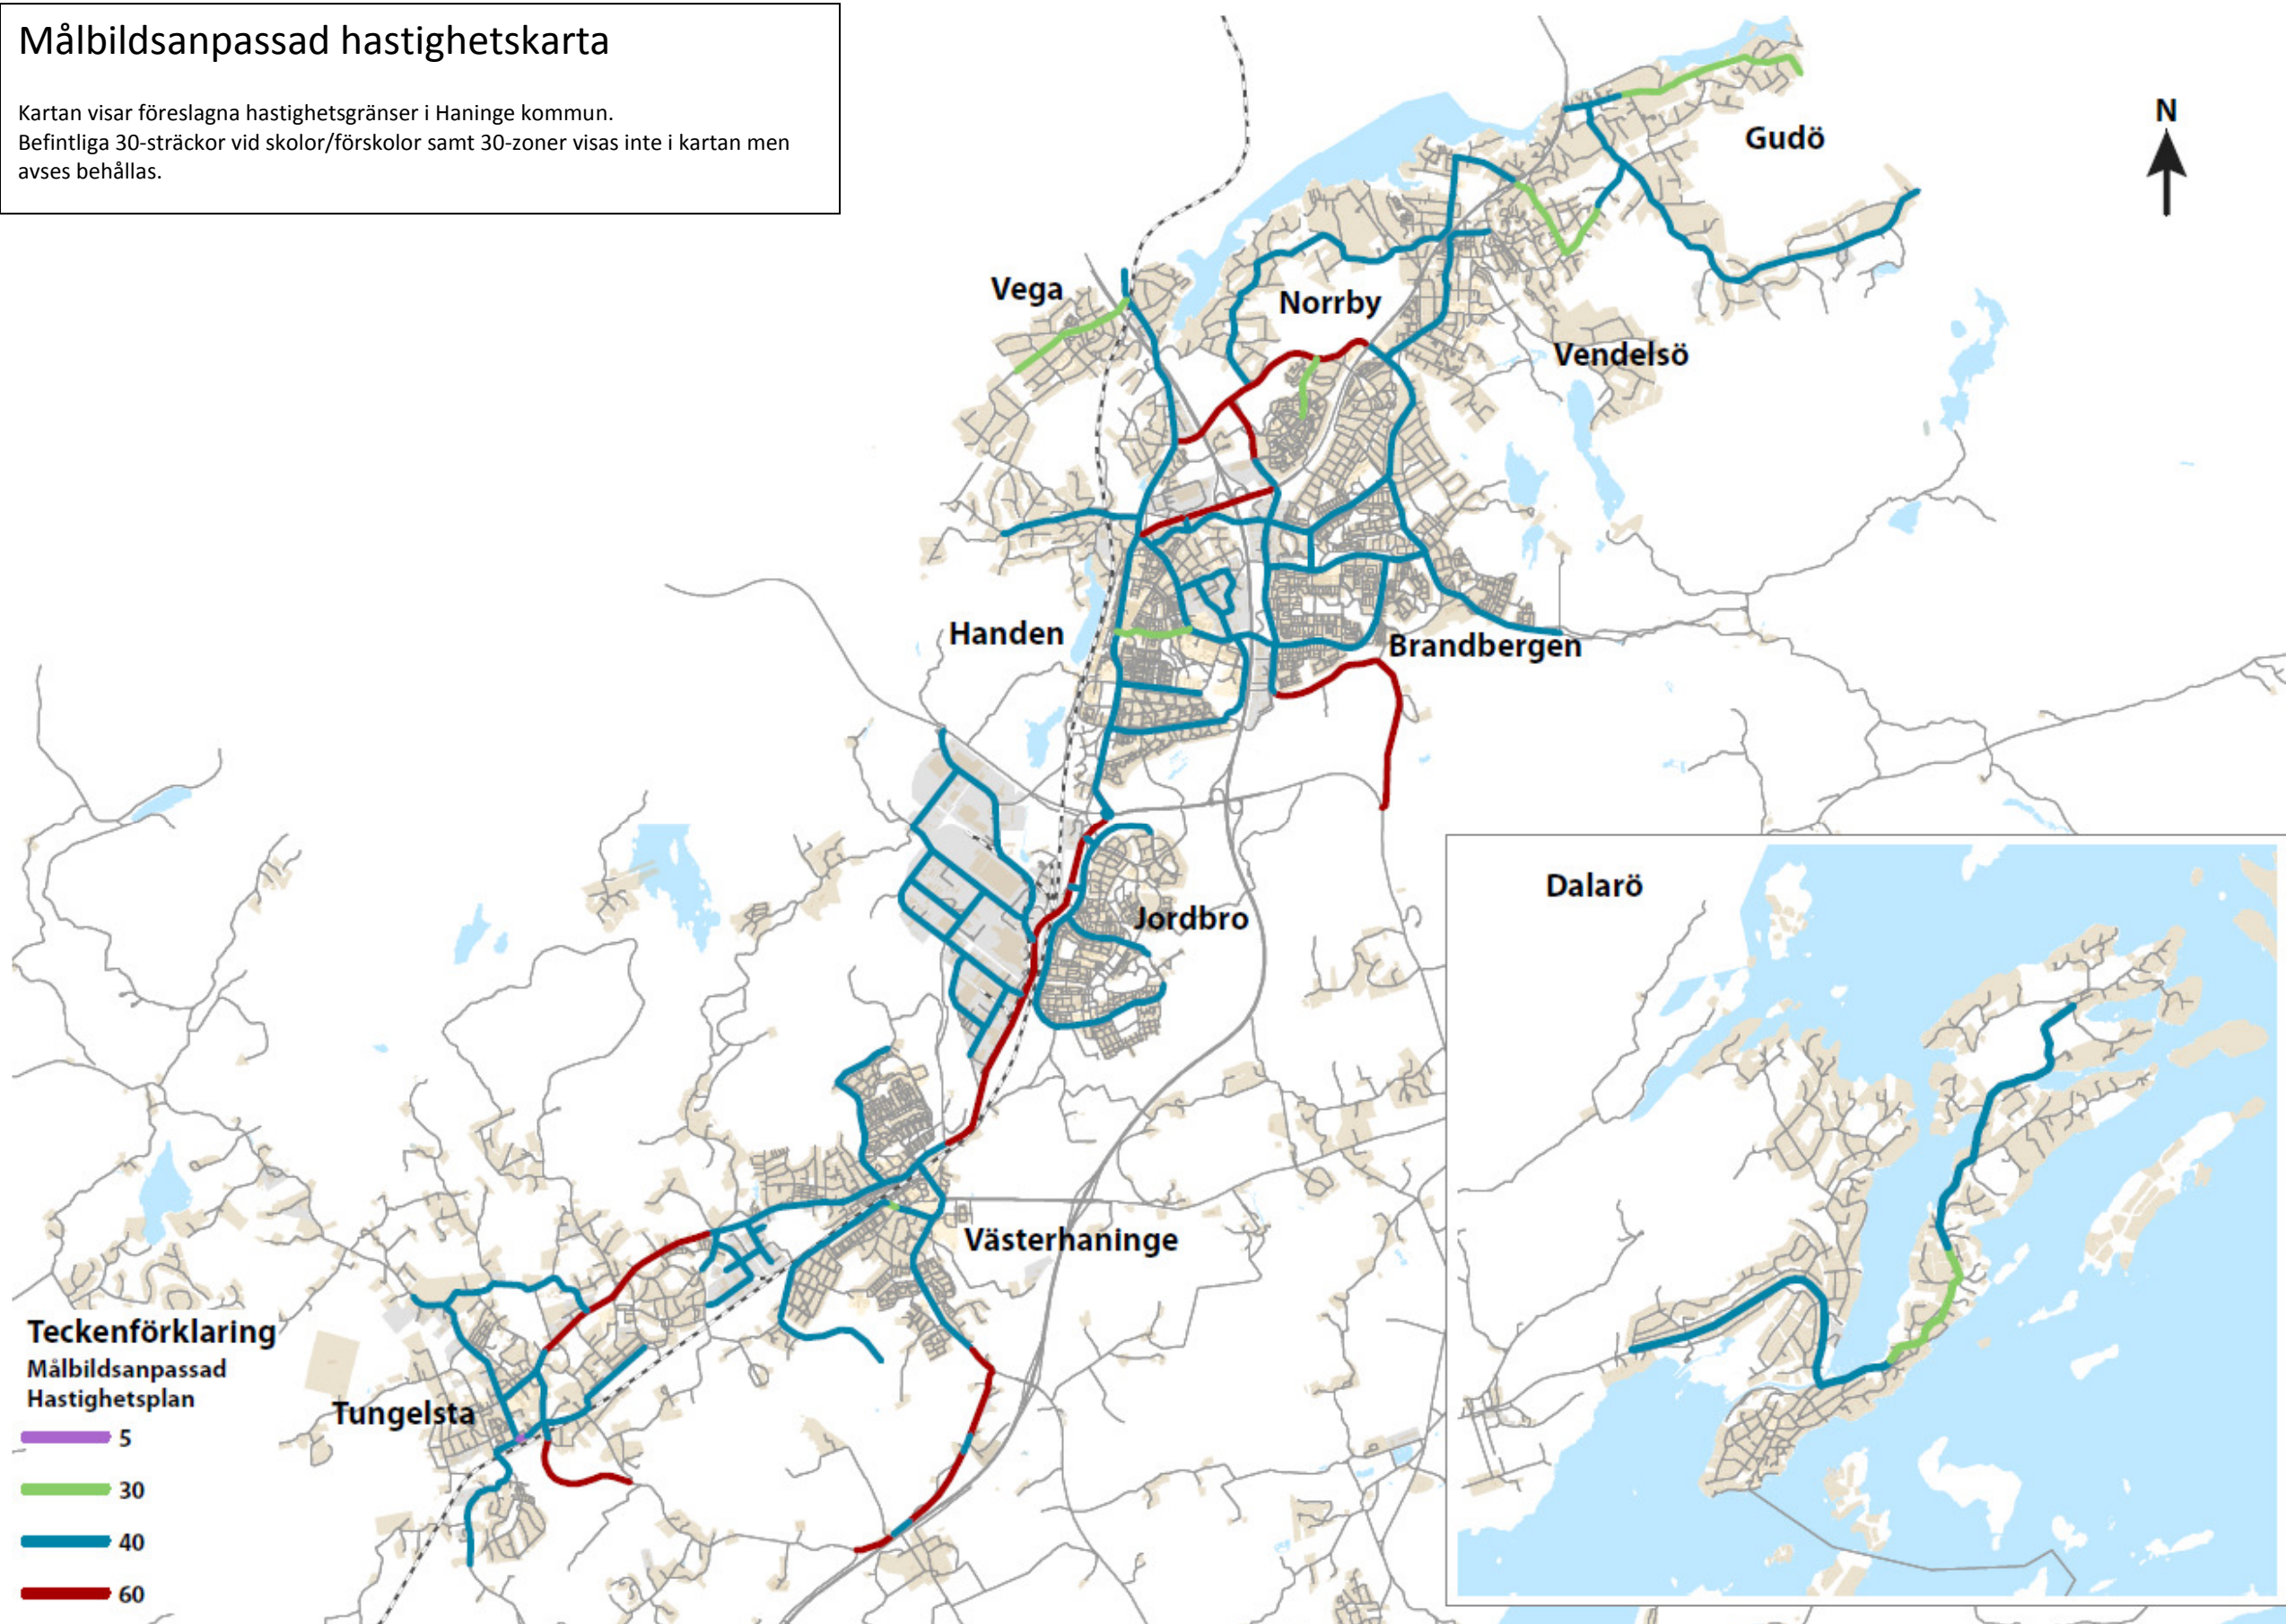 Målbildsanpassad hastighetskarta
Kartan visar föreslagna hastighetsgränser i Haninge kommun.
Befintliga 30-sträckor vid skolor/förskolor samt 30-zoner visas inte i kartan men
avses behållas.
N
Gudö
Vega
Norrby
Vendelsö
Handen
Brandbergen
Dalarö
Jordbro
Västerhaninge
Tungelsta
Teckenförklaring
Målbildsanpassad
Hastighetsplan
5
30
40
60